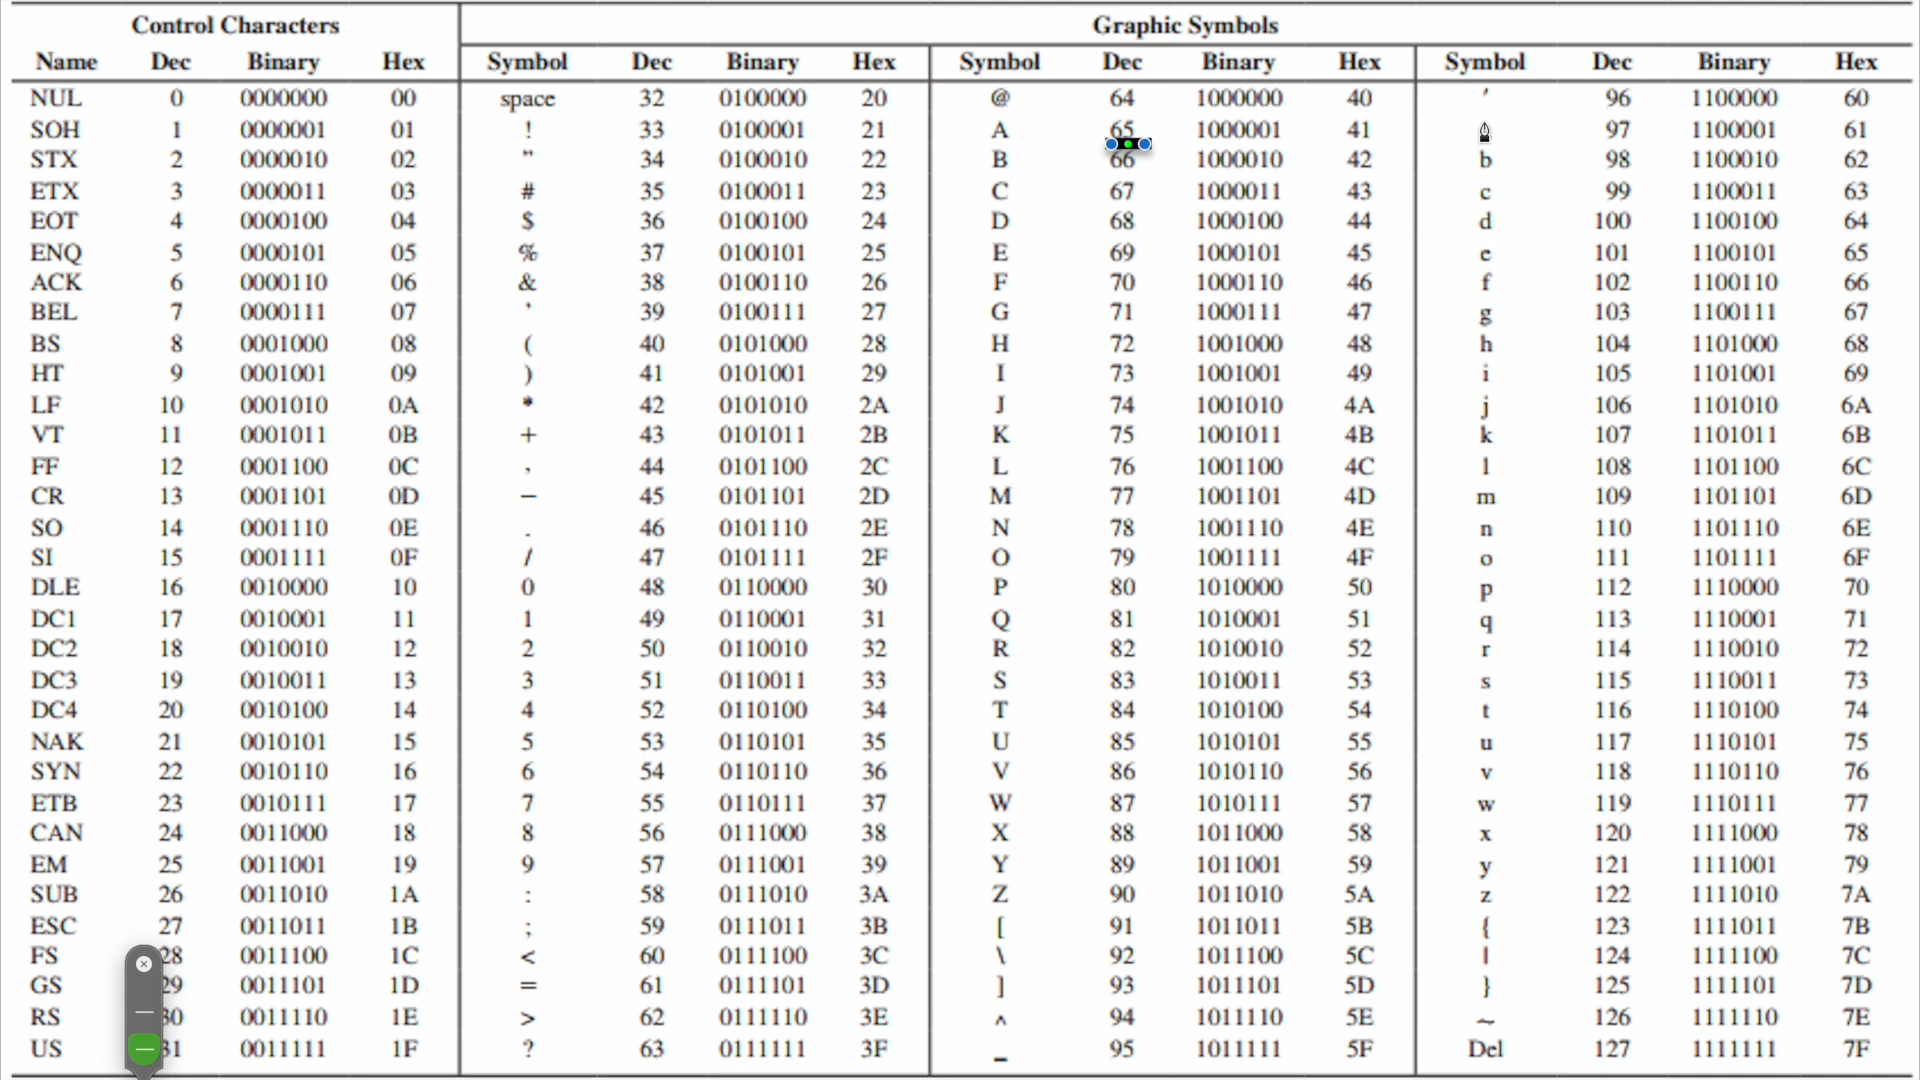 Control Characters Graphic Symbols
Name Dec Binary Hex Symbol Dec Binary Hex Symbol Dec Binary Hex Symbol Dec Binary Hex
NUL 0 0000000 00 space 32 0100000 20 @ 64 1000000 40 ′ 96 1100000 60
SOH 1 0000001 01 ! 33 0100001 21 A 65 1000001 41 97 1100001 61
STX 2 0000010 02 ” 34 0100010 22 B 66 1000010 42 b 98 1100010 62
ETX 3 0000011 03 # 35 0100011 23 C 67 1000011 43 c 99 1100011 63
EOT 4 0000100 04 $ 36 0100100 24 D 68 1000100 44 d 100 1100100 64
ENQ 5 0000101 05 % 37 0100101 25 E 69 1000101 45 e 101 1100101 65
ACK 6 0000110 06 & 38 0100110 26 F 70 1000110 46 f 102 1100110 66
BEL 7 0000111 07 ’ 39 0100111 27 G 71 1000111 47 g 103 1100111 67
BS 8 0001000 08 ( 40 0101000 28 H 72 1001000 48 h 104 1101000 68
HT 9 0001001 09 ) 41 0101001 29 I 73 1001001 49 i 105 1101001 69
LF 10 0001010 0A * 42 0101010 2A J 74 1001010 4A j 106 1101010 6A
VT 11 0001011 0B + 43 0101011 2B K 75 1001011 4B k 107 1101011 6B
FF 12 0001100 0C , 44 0101100 2C L 76 1001100 4C l 108 1101100 6C
CR 13 0001101 0D − 45 0101101 2D M 77 1001101 4D m 109 1101101 6D
SO 14 0001110 0E . 46 0101110 2E N 78 1001110 4E n 110 1101110 6E
SI 15 0001111 0F / 47 0101111 2F O 79 1001111 4F o 111 1101111 6F
DLE 16 0010000 10 0 48 0110000 30 P 80 1010000 50 p 112 1110000 70
DC1 17 0010001 11 1 49 0110001 31 Q 81 1010001 51 q 113 1110001 71
DC2 18 0010010 12 2 50 0110010 32 R 82 1010010 52 r 114 1110010 72
DC3 19 0010011 13 3 51 0110011 33 S 83 1010011 53 s 115 1110011 73
DC4 20 0010100 14 4 52 0110100 34 T 84 1010100 54 t 116 1110100 74
NAK 21 0010101 15 5 53 0110101 35 U 85 1010101 55 u 117 1110101 75
SYN 22 0010110 16 6 54 0110110 36 V 86 1010110 56 v 118 1110110 76
ETB 23 0010111 17 7 55 0110111 37 W 87 1010111 57 w 119 1110111 77
CAN 24 0011000 18 8 56 0111000 38 X 88 1011000 58 x 120 1111000 78
EM 25 0011001 19 9 57 0111001 39 Y 89 1011001 59 y 121 1111001 79
SUB 26 0011010 1A : 58 0111010 3A Z 90 1011010 5A z 122 1111010 7A
ESC 27 0011011 1B ; 59 0111011 3B [ 91 1011011 5B { 123 1111011 7B
FS 28 0011100 1C < 60 0111100 3C \ 92 1011100 5C | 124 1111100 7C
GS 29 0011101 1D = 61 0111101 3D ] 93 1011101 5D } 125 1111101 7D
RS 30 0011110 1E > 62 0111110 3E ^ 94 1011110 5E ~ 126 1111110 7E
US 31 0011111 1F ? 63 0111111 3F _ 95 1011111 5F Del 127 1111111 7F